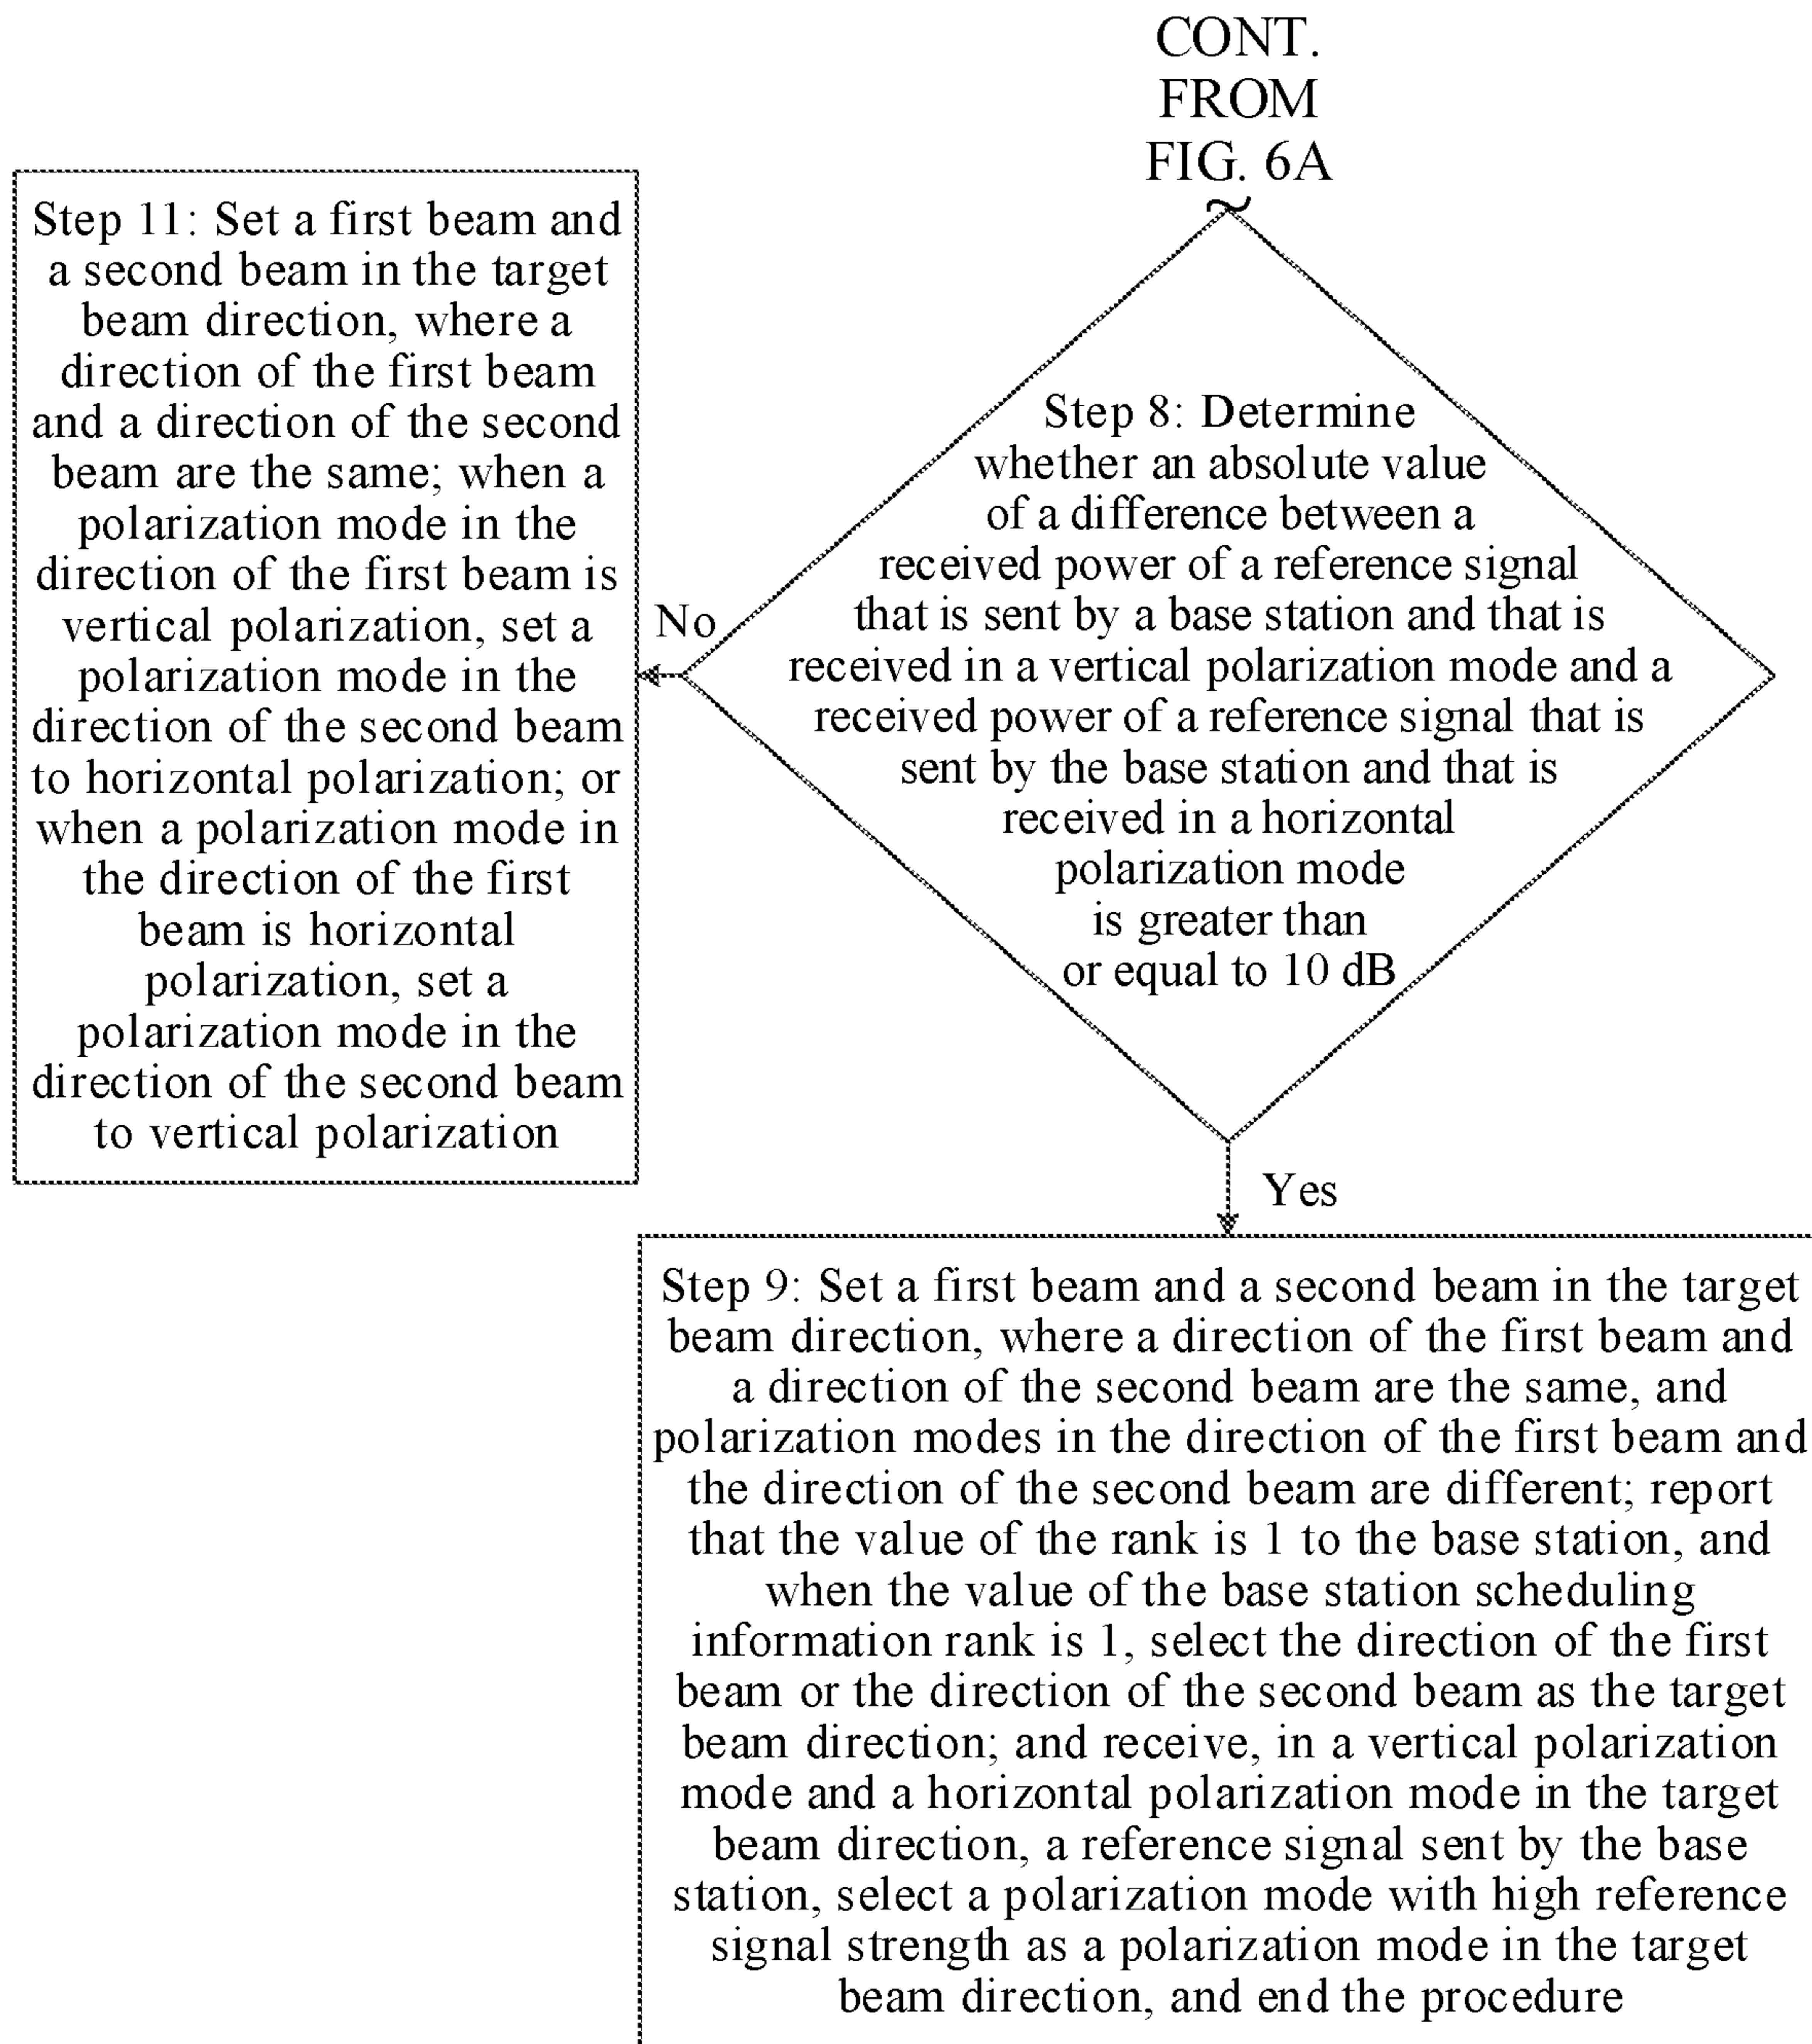 CONT.
FROM
FIG. 6A
Step 11: Set a first beam and
a second beam in the target
beam direction, where a
direction of the first beam
and a direction of the second
beam are the same; when a
polarization mode in the
direction of the first beam is
vertical polarization, set a
polarization mode in the
direction of the second beam
to horizontal polarization; or
when a polarization mode in
the direction of the first
beam is horizontal
polarization, set a
polarization mode in the
direction of the second beam
to vertical polarization
No
Step 8: Determine
whether an absolute value
of a difference between a
received power of a reference signal
that is sent by a base station and that is
received in a vertical polarization mode and a
received power of a reference signal that is
sent by the base station and that is
received in a horizontal
polarization mode
is greater than
or equal to 10 dB
Yes
Step 9: Set a first beam and a second beam in the target
beam direction, where a direction of the first beam and
a direction of the second beam are the same, and
polarization modes in the direction of the first beam and
the direction of the second beam are different; report
that the value of the rank is 1 to the base station, and
when the value of the base station scheduling
information rank is 1, select the direction of the first
beam or the direction of the second beam as the target
beam direction; and receive, in a vertical polarization
mode and a horizontal polarization mode in the target
beam direction, a reference signal sent by the base
station, select a polarization mode with high reference
signal strength as a polarization mode in the target
beam direction, and end the procedure